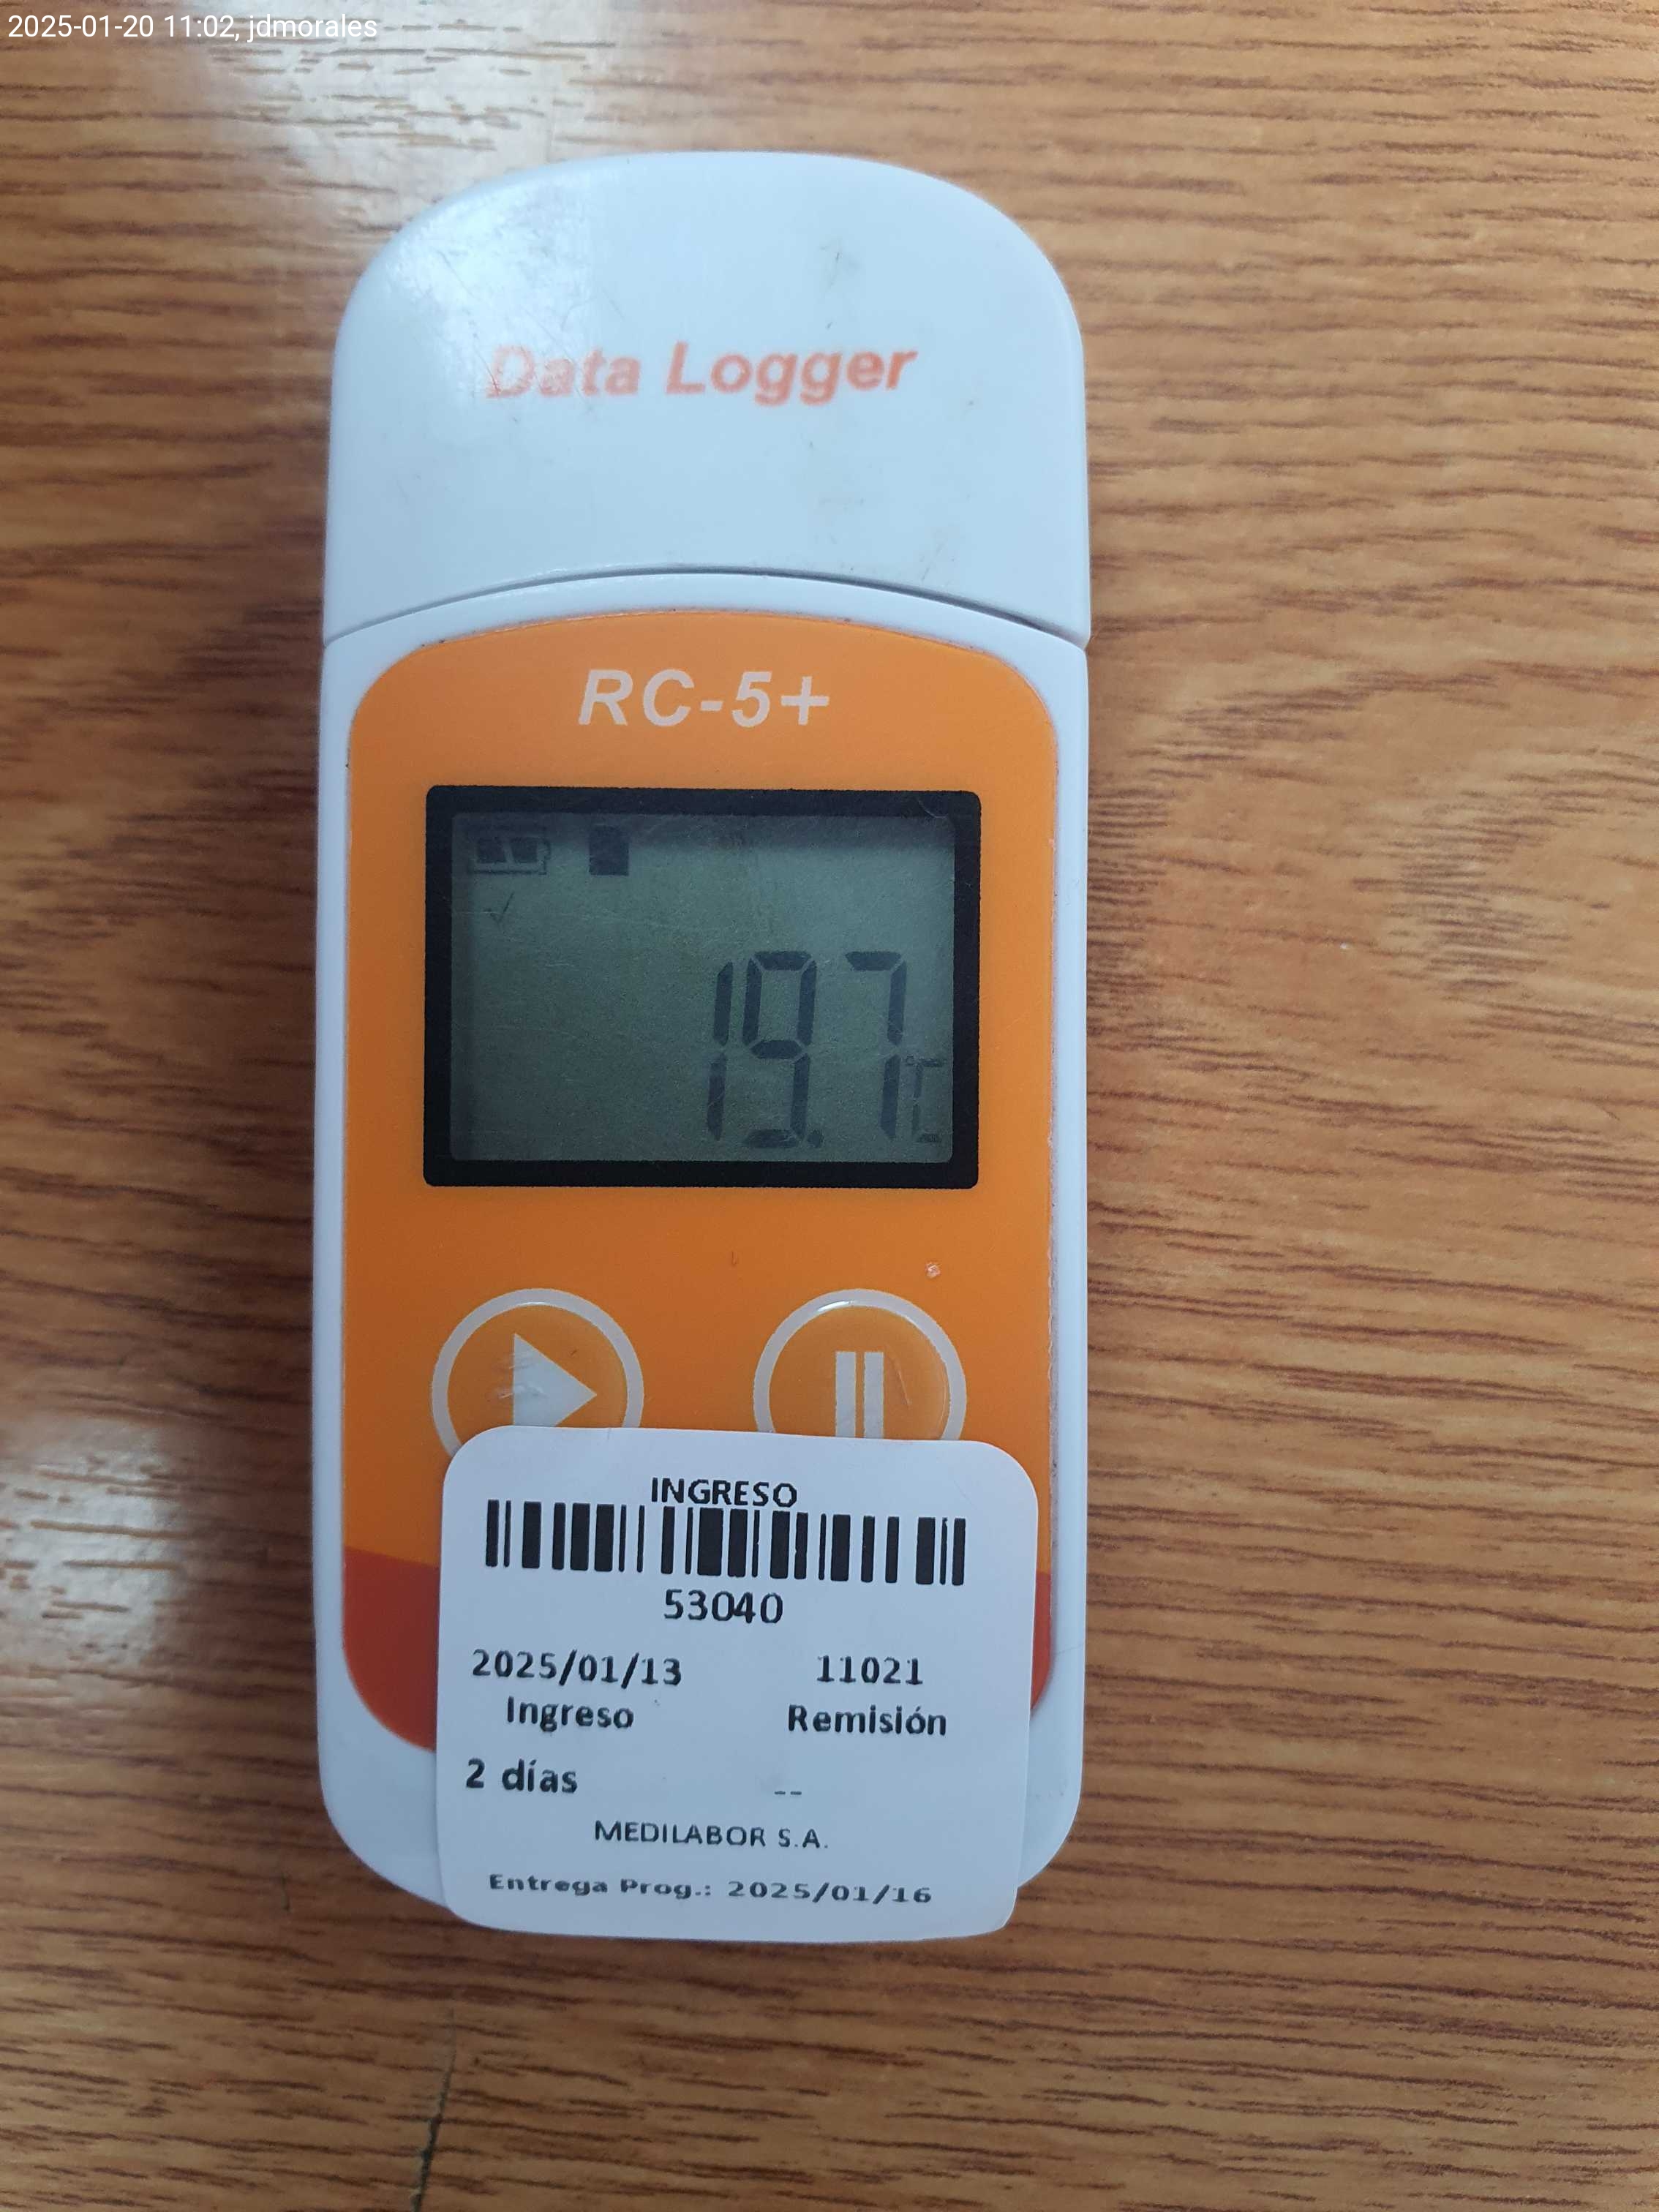 2025-01-20 11:02, jdmorales
Data Logger
RC-5+
19.7°C
INGRESO
53040
2025/01/13 11021
Ingreso Remisión
2 días --
MEDILABOR S.A.
Entrega Prog.: 2025/01/16